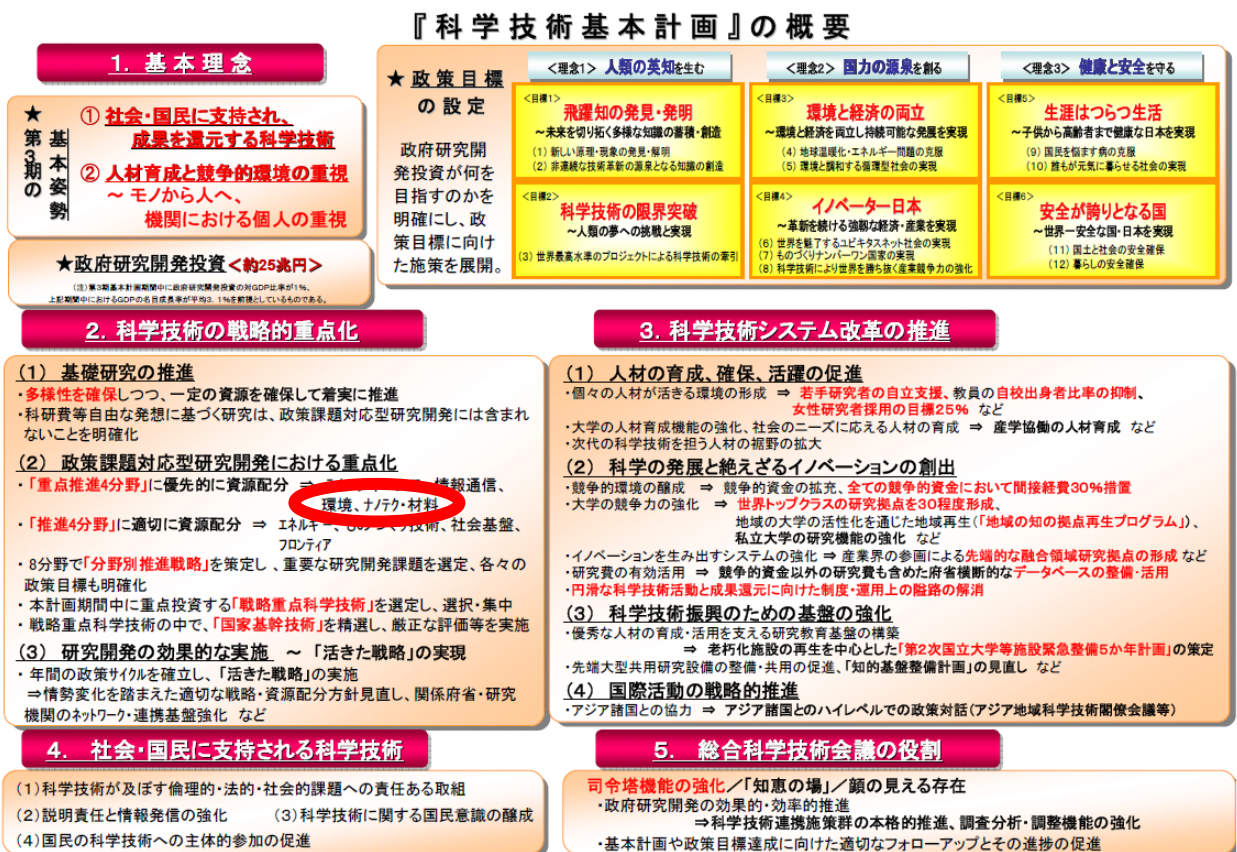 『科学技術基本計画』の概要
1. 基本理念
★第3期の基本姿勢
① 社会・国民に支持され、
成果を還元する科学技術
② 人材育成と競争的環境の重視
~ モノから人へ、
機関における個人の重視
★政府研究開発投資<約25兆円>
(注)第3期基本計画期間中に政府研究開発投資の対GDP比率が1%、
上記期間中におけるGDPの名目成長率が平均3.1%を前提としているものである。
★ 政策目標
の設定
政府研究開
発投資が何を
目指すのかを
明確にし、政
策目標に向け
た施策を展開。
<理念1> 人類の英知を生む
<目標1>
飛躍知の発見・発明
~未来を切り拓く多様な知識の蓄積・創造
(1) 新しい原理・現象の発見・解明
(2) 非連続な技術革新の源泉となる知識の創造
<目標2>
科学技術の限界突破
~人類の夢への挑戦と実現
(3) 世界最高水準のプロジェクトによる科学技術の牽引
<理念2> 国力の源泉を創る
<目標3>
環境と経済の両立
~環境と経済を両立し持続可能な発展を実現
(4) 地球温暖化・エネルギー問題の克服
(5) 環境と調和する循環型社会の実現
<目標4>
イノベーター日本
~革新を続ける強靱な経済・産業を実現
(6) 世界を魅了するユビキタスネット社会の実現
(7) ものづくりナンバーワン国家の実現
(8) 科学技術により世界を勝ち抜く産業競争力の強化
<理念3> 健康と安全を守る
<目標5>
生涯はつらつ生活
~子供から高齢者まで健康な日本を実現
(9) 国民を悩ます病の克服
(10) 誰もが元気に暮らせる社会の実現
<目標6>
安全が誇りとなる国
~世界一安全な国・日本を実現
(11) 国土と社会の安全確保
(12) 暮らしの安全確保
2. 科学技術の戦略的重点化
(1) 基礎研究の推進
・多様性を確保しつつ、一定の資源を確保して着実に推進
・科研費等自由な発想に基づく研究は、政策課題対応型研究開発には含まれ
ないことを明確化
(2) 政策課題対応型研究開発における重点化
・「重点推進4分野」に優先的に資源配分 ⇒ 情報通信、
環境、ナノテク・材料
・「推進4分野」に適切に資源配分 ⇒ エネルギー、ものづくり技術、社会基盤、
フロンティア
・ 8分野で「分野別推進戦略」を策定し、重要な研究開発課題を選定、各々の
政策目標も明確化
・ 本計画期間中に重点投資する「戦略重点科学技術」を選定し、選択・集中
・ 戦略重点科学技術の中で、「国家基幹技術」を精選し、厳正な評価等を実施
(3) 研究開発の効果的な実施 ~ 「活きた戦略」の実現
・ 年間の政策サイクルを確立し、「活きた戦略」の実施
⇒情勢変化を踏まえた適切な戦略・資源配分方針見直し、関係府省・研究
機関のネットワーク・連携基盤強化 など
3. 科学技術システム改革の推進
(1) 人材の育成、確保、活躍の促進
・個々の人材が活きる環境の形成 ⇒ 若手研究者の自立支援、教員の自校出身者比率の抑制、
女性研究者採用の目標25% など
・大学の人材育成機能の強化、社会のニーズに応える人材の育成 ⇒ 産学協働の人材育成 など
・次代の科学技術を担う人材の裾野の拡大
(2) 科学の発展と絶えざるイノベーションの創出
・競争的環境の醸成 ⇒ 競争的資金の拡充、全ての競争的資金において間接経費30%措置
・大学の競争力の強化 ⇒ 世界トップクラスの研究拠点を30程度形成、
地域の大学の活性化を通じた地域再生(「地域の知の拠点再生プログラム」)、
私立大学の研究機能の強化 など
・イノベーションを生み出すシステムの強化 ⇒ 産業界の参画による先端的な融合領域研究拠点の形成 など
・研究費の有効活用 ⇒ 競争的資金以外の研究費も含めた府省横断的なデータベースの整備・活用
・円滑な科学技術活動と成果還元に向けた制度・運用上の隘路の解消
(3) 科学技術振興のための基盤の強化
・優秀な人材の育成・活用を支える研究教育基盤の構築
⇒ 老朽化施設の再生を中心とした「第2次国立大学等施設緊急整備5か年計画」の策定
・先端大型共用研究設備の整備・共用の促進、「知的基盤整備計画」の見直し など
(4) 国際活動の戦略的推進
・アジア諸国との協力 ⇒ アジア諸国とのハイレベルでの政策対話(アジア地域科学技術閣僚会議等)
4. 社会・国民に支持される科学技術
(1)科学技術が及ぼす倫理的・法的・社会的課題への責任ある取組
(2)説明責任と情報発信の強化 (3)科学技術に関する国民意識の醸成
(4)国民の科学技術への主体的参加の促進
5. 総合科学技術会議の役割
司令塔機能の強化/「知恵の場」/顔の見える存在
・政府研究開発の効果的・効率的推進
⇒科学技術連携施策群の本格的推進、調査分析・調整機能の強化
・基本計画や政策目標達成に向けた適切なフォローアップとその進捗の促進